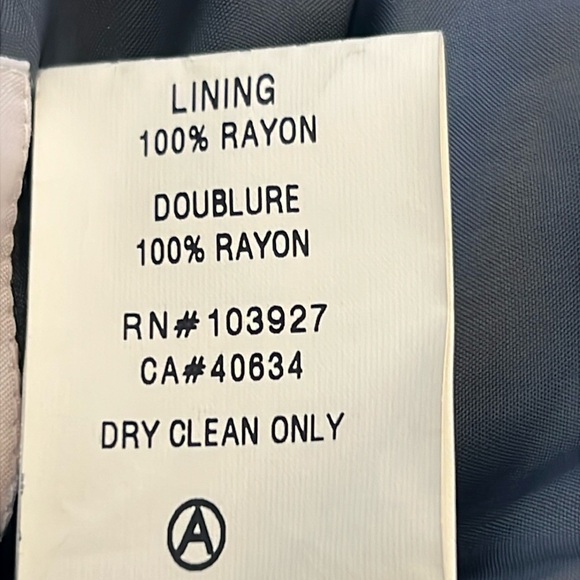 LINING
100% RAYON
DOUBLURE
100% RAYON
RN#103927
CA#40634
DRY CLEAN ONLY
A